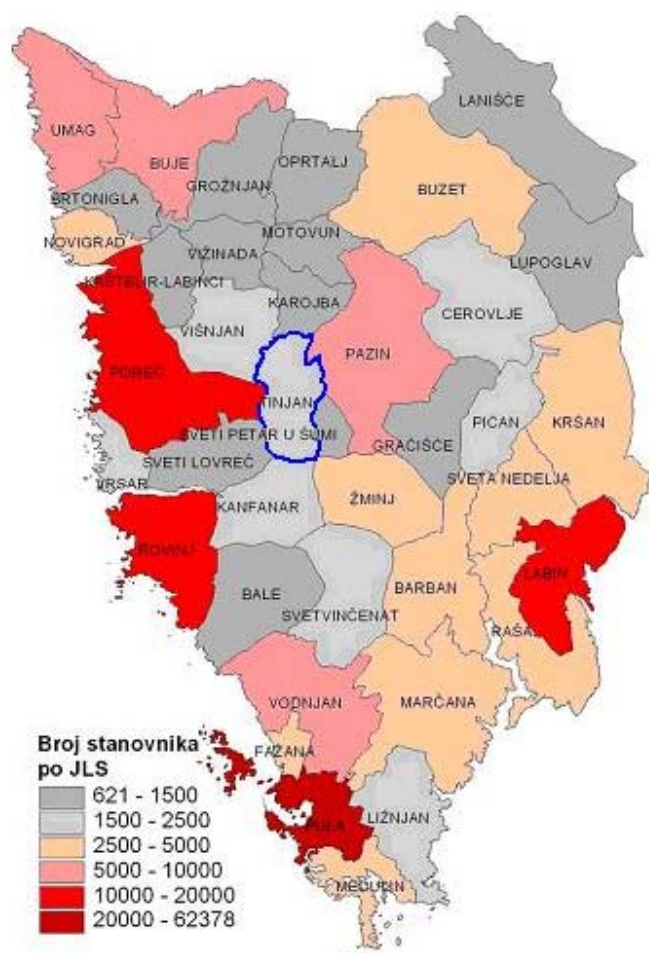 LANIŠĆE
UMAG
BUJE
OPRTALJ
GROŽNJAN
BUZET
BRTONIGLA
MOTOVUN
NOVIGRAD
VIŽINADA
LUPOGLAV
KAŠTELIR-LABINCI
KAROJBA
CEROVLJE
VIŠNJAN
PAZIN
POREČ
TINJAN
PIĆAN
KRŠAN
SVETI PETAR U ŠUMI
GRAČIŠĆE
SVETI LOVREČ
SVETA NEDELJA
VRSAR
KANFANAR
ŽMINJ
ROVINJ
LABIN
BALE
BARBAN
SVETVINČENAT
RAŠA
VODNJAN
MARČANA
FAŽANA
LIŽNJAN
PULA
MEDULIN
Broj stanovnika
po JLS
621 - 1500
1500 - 2500
2500 - 5000
5000 - 10000
10000 - 20000
20000 - 62378